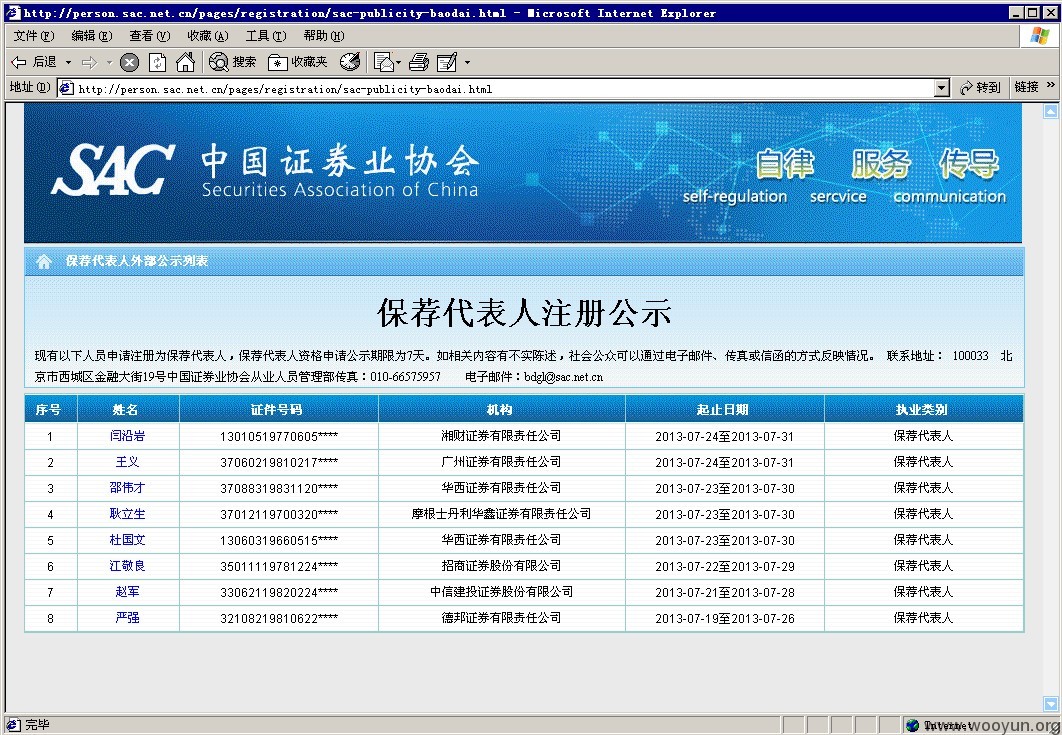 http://person.sac.net.cn/pages/registration/sac-publicity-baodai.html - Microsoft Internet Explorer
文件(F) 编辑(E) 查看(V) 收藏(A) 工具(T) 帮助(H)
后退 搜索 收藏夹
地址(D) http://person.sac.net.cn/pages/registration/sac-publicity-baodai.html 转到 链接 »
SAC 中国证券业协会 自律 服务 传导
Securities Association of China self-regulation sercvice communication
保荐代表人外部公示列表
保荐代表人注册公示
现有以下人员申请注册为保荐代表人，保荐代表人资格申请公示期限为7天。如相关内容有不实陈述，社会公众可以通过电子邮件、传真或信函的方式反映情况。 联系地址： 100033 北
京市西城区金融大街19号中国证券业协会从业人员管理部传真：010-66575957 电子邮件：bdgl@sac.net.cn
序号 姓名 证件号码 机构 起止日期 执业类别
1 闫沿岩 13010519770605**** 湘财证券有限责任公司 2013-07-24至2013-07-31 保荐代表人
2 王义 37060219810217**** 广州证券有限责任公司 2013-07-24至2013-07-31 保荐代表人
3 邵伟才 37088319831120**** 华西证券有限责任公司 2013-07-23至2013-07-30 保荐代表人
4 耿立生 37012119700320**** 摩根士丹利华鑫证券有限责任公司 2013-07-23至2013-07-30 保荐代表人
5 杜国文 13060319660515**** 华西证券有限责任公司 2013-07-23至2013-07-30 保荐代表人
6 江敬良 35011119781224**** 招商证券股份有限公司 2013-07-22至2013-07-29 保荐代表人
7 赵军 33062119820224**** 中信建投证券股份有限公司 2013-07-21至2013-07-28 保荐代表人
8 严强 32108219810622**** 德邦证券有限责任公司 2013-07-19至2013-07-26 保荐代表人
完毕 Internet
www.wooyun.org